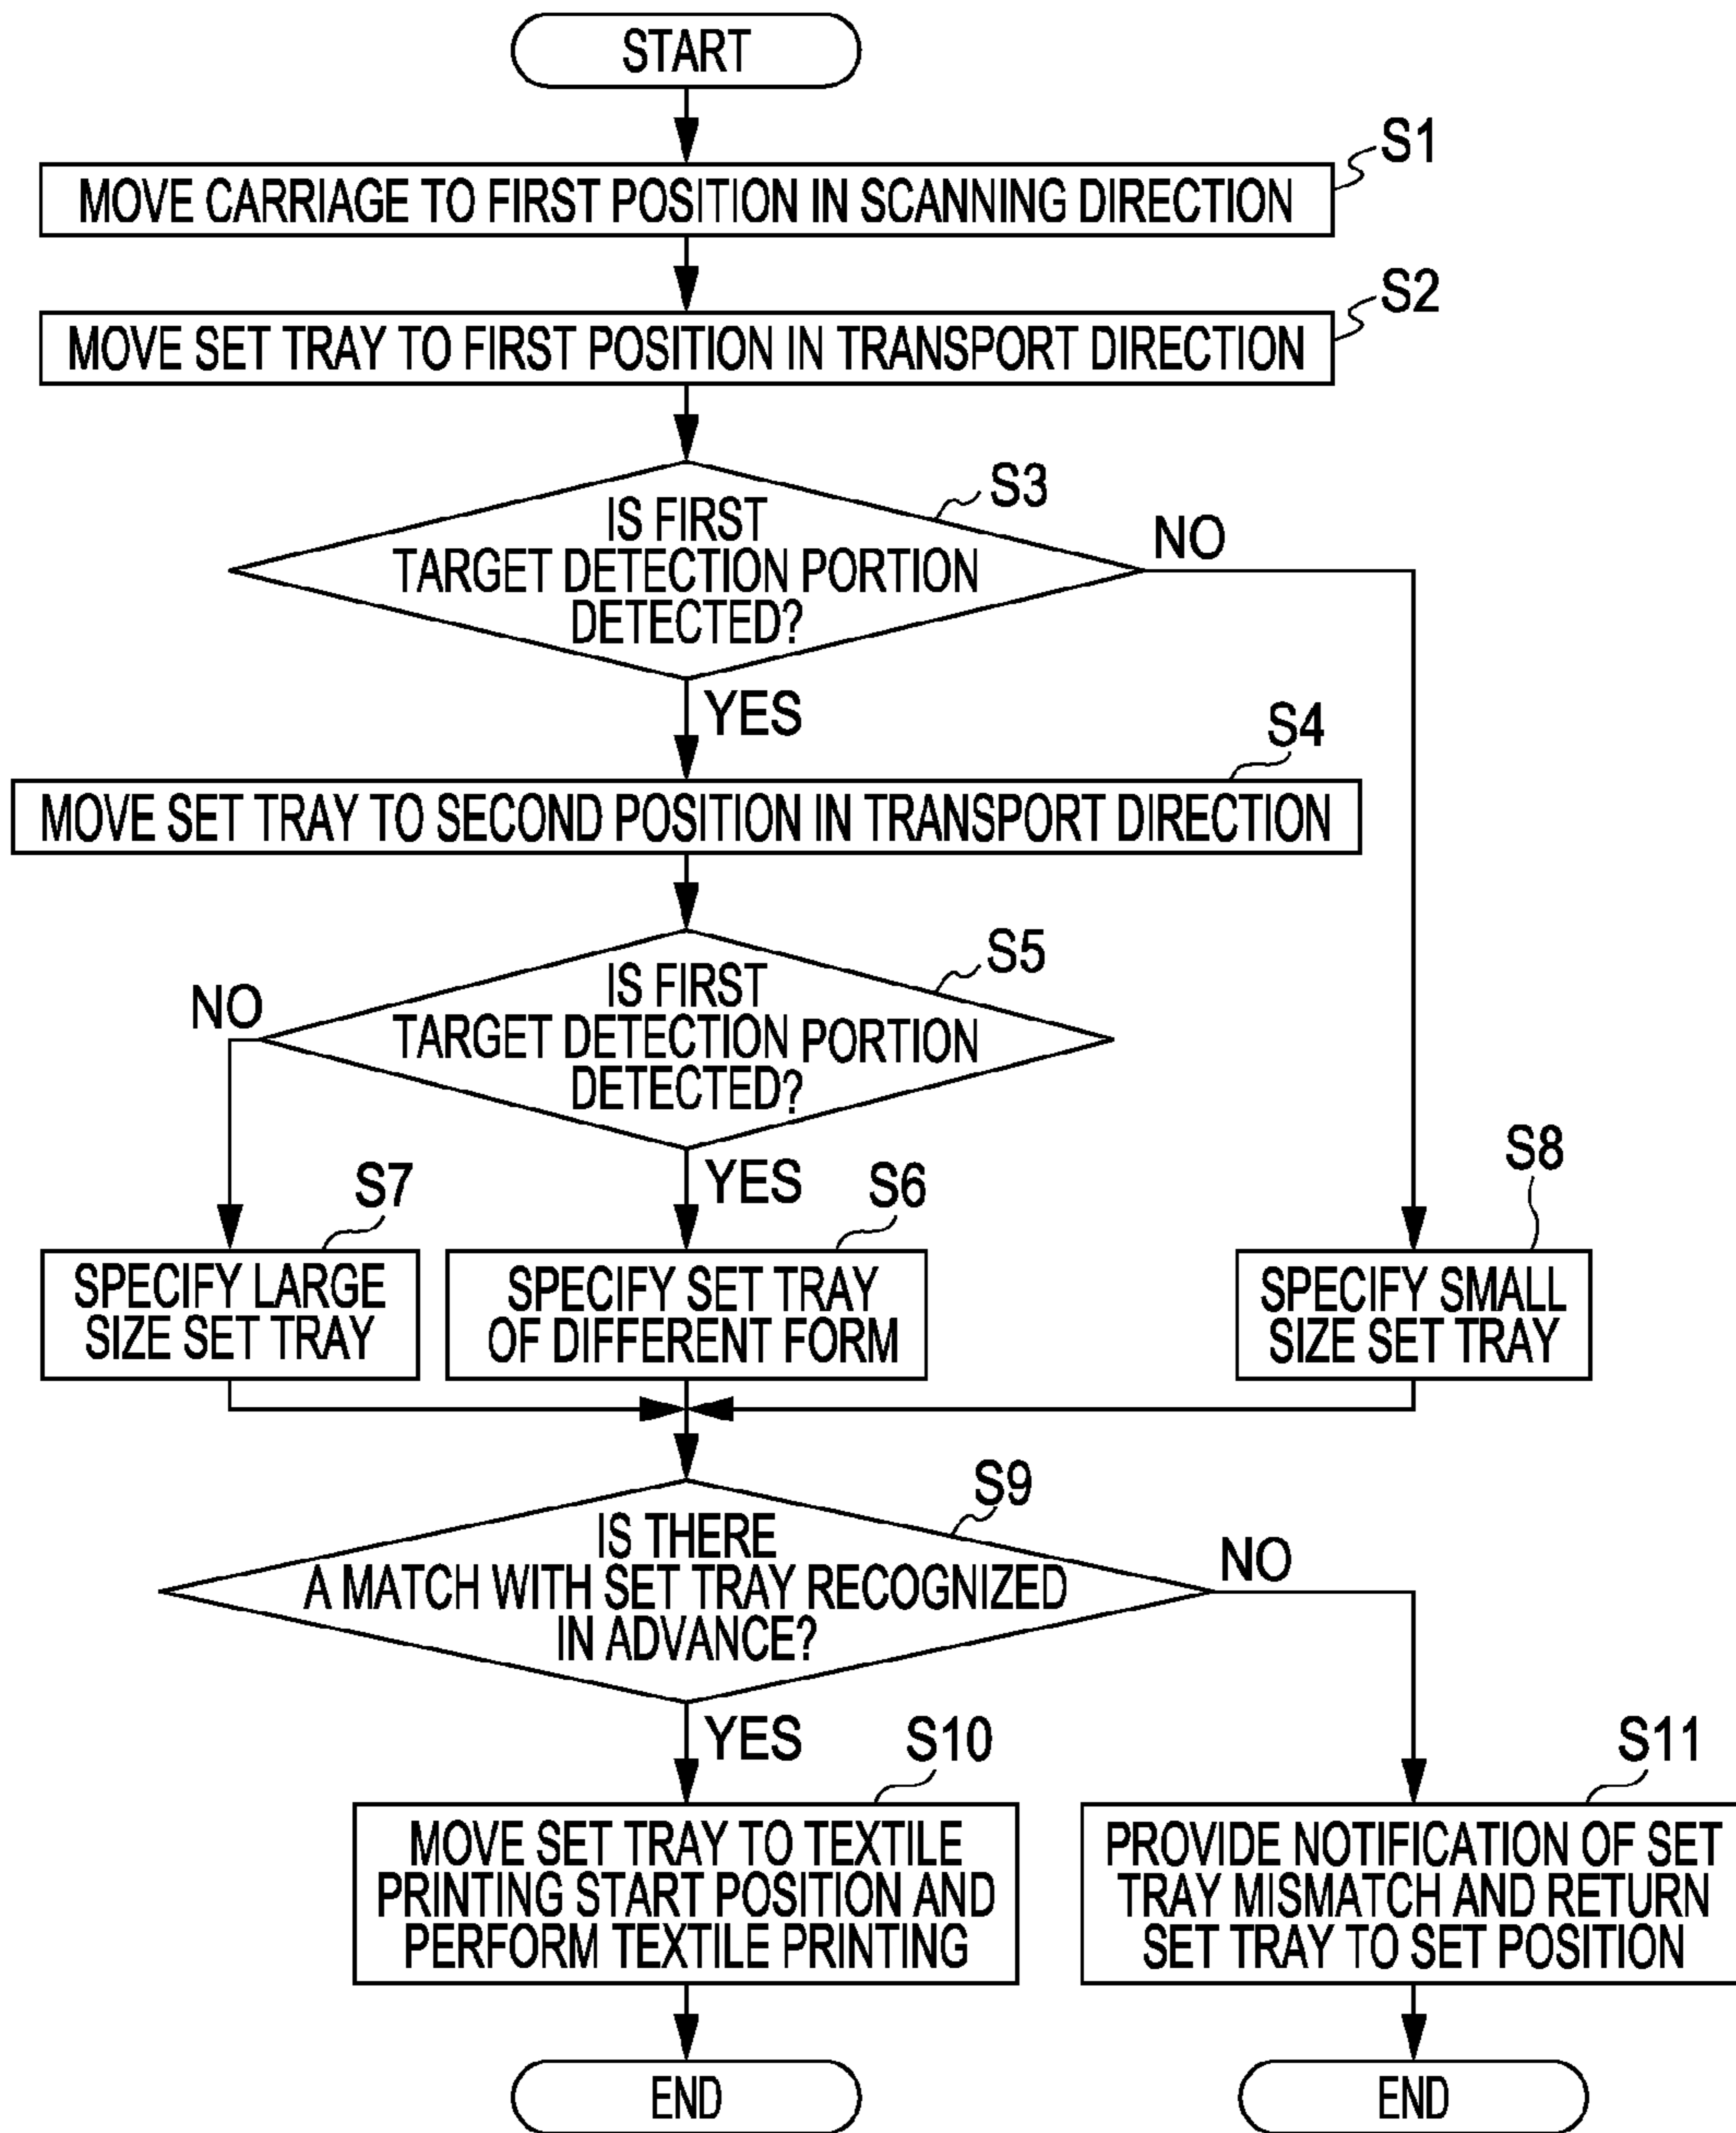 START
S1
MOVE CARRIAGE TO FIRST POSITION IN SCANNING DIRECTION
S2
MOVE SET TRAY TO FIRST POSITION IN TRANSPORT DIRECTION
S3
IS FIRST
TARGET DETECTION PORTION
DETECTED?
NO
YES
S4
MOVE SET TRAY TO SECOND POSITION IN TRANSPORT DIRECTION
S5
IS FIRST
TARGET DETECTION PORTION
DETECTED?
NO
YES
S7
SPECIFY LARGE
SIZE SET TRAY
S6
SPECIFY SET TRAY
OF DIFFERENT FORM
S8
SPECIFY SMALL
SIZE SET TRAY
S9
IS THERE
A MATCH WITH SET TRAY RECOGNIZED
IN ADVANCE?
NO
YES
S10
MOVE SET TRAY TO TEXTILE
PRINTING START POSITION AND
PERFORM TEXTILE PRINTING
S11
PROVIDE NOTIFICATION OF SET
TRAY MISMATCH AND RETURN
SET TRAY TO SET POSITION
END
END